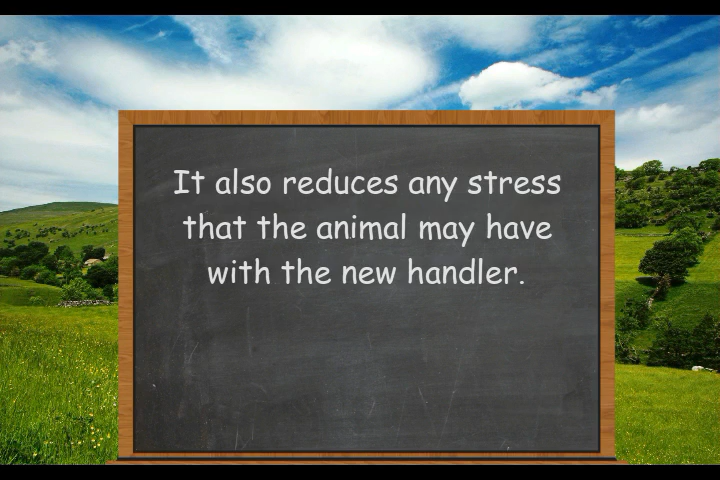 It also reduces any stress
that the animal may have
with the new handler.